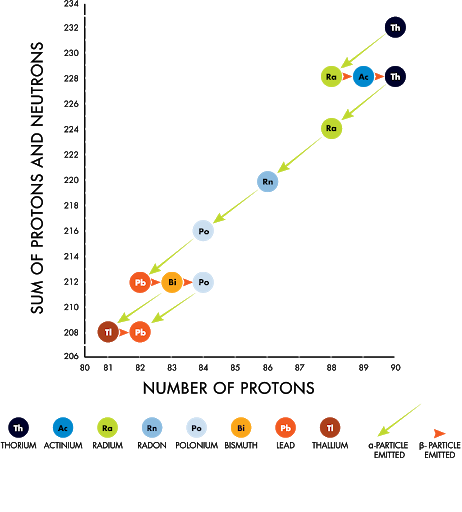 234
232
230
228
226
224
222
220
218
216
214
212
210
208
206
SUM OF PROTONS AND NEUTRONS
Th
Ra Ac Th
Ra
Rn
Po
Pb Bi Po
Tl Pb
80 81 82 83 84 85 86 87 88 89 90
NUMBER OF PROTONS
Th Ac Ra Rn Po Bi Pb Tl
THORIUM ACTINIUM RADIUM RADON POLONIUM BISMUTH LEAD THALLIUM α-PARTICLE EMITTED β- PARTICLE EMITTED